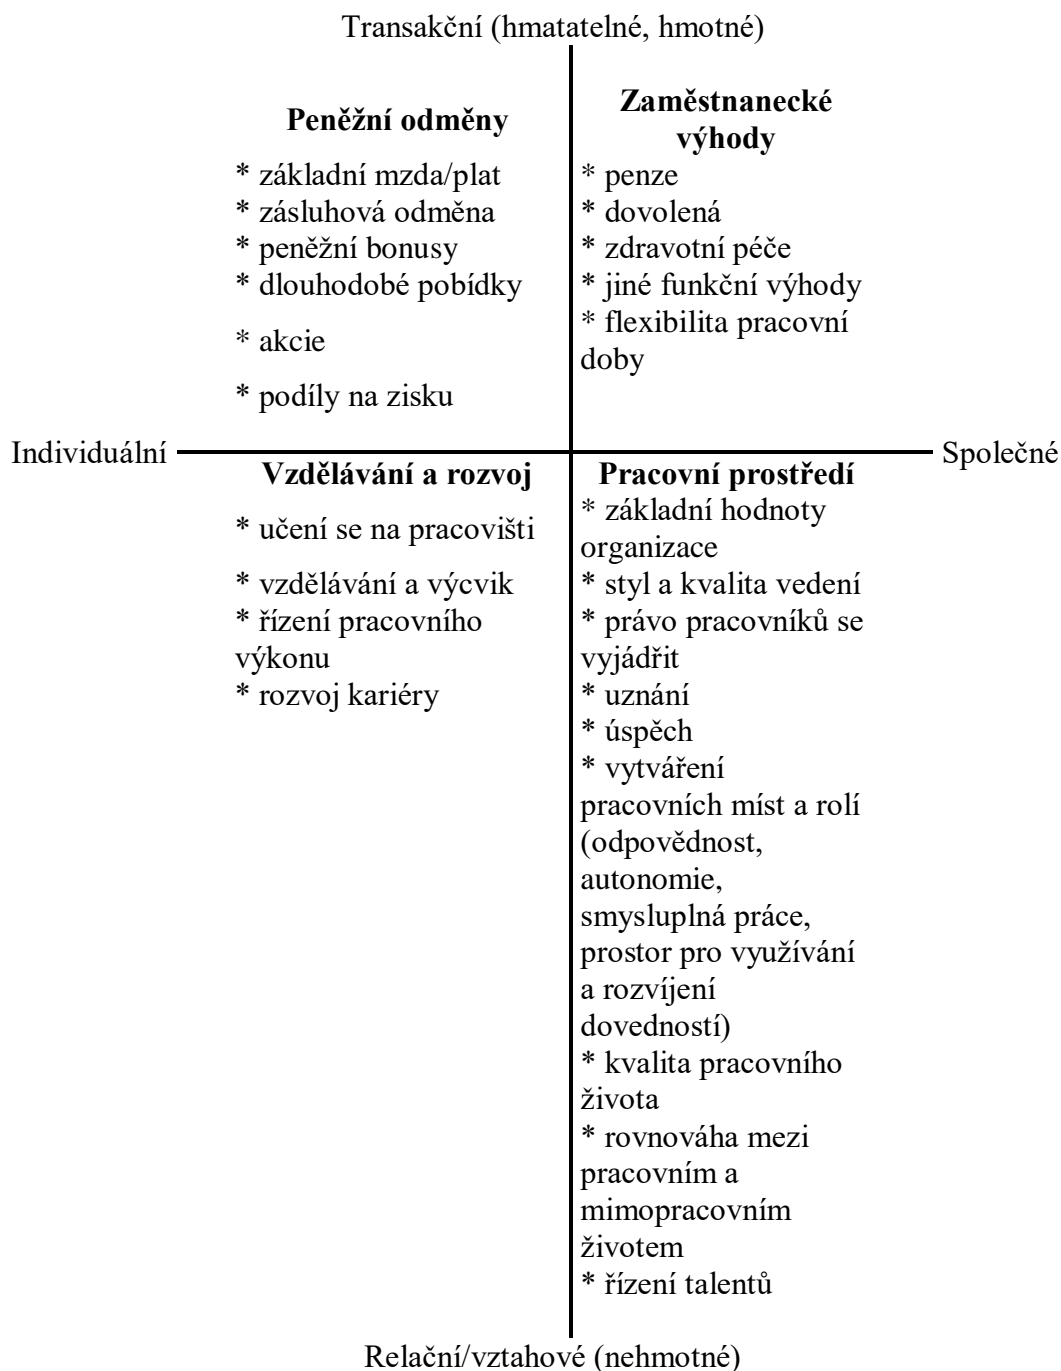 Transakční (hmatatelné, hmotné)
Peněžní odměny
* základní mzda/plat
* zásluhová odměna
* peněžní bonusy
* dlouhodobé pobídky
* akcie
* podíly na zisku
Zaměstnanecké
výhody
* penze
* dovolená
* zdravotní péče
* jiné funkční výhody
* flexibilita pracovní
doby
Individuální
Společné
Vzdělávání a rozvoj
* učení se na pracovišti
* vzdělávání a výcvik
* řízení pracovního
výkonu
* rozvoj kariéry
Pracovní prostředí
* základní hodnoty
organizace
* styl a kvalita vedení
* právo pracovníků se
vyjádřit
* uznání
* úspěch
* vytváření
pracovních míst a rolí
(odpovědnost,
autonomie,
smysluplná práce,
prostor pro využívání
a rozvíjení
dovedností)
* kvalita pracovního
života
* rovnováha mezi
pracovním a
mimopracovním
životem
* řízení talentů
Relační/vztahové (nehmotné)